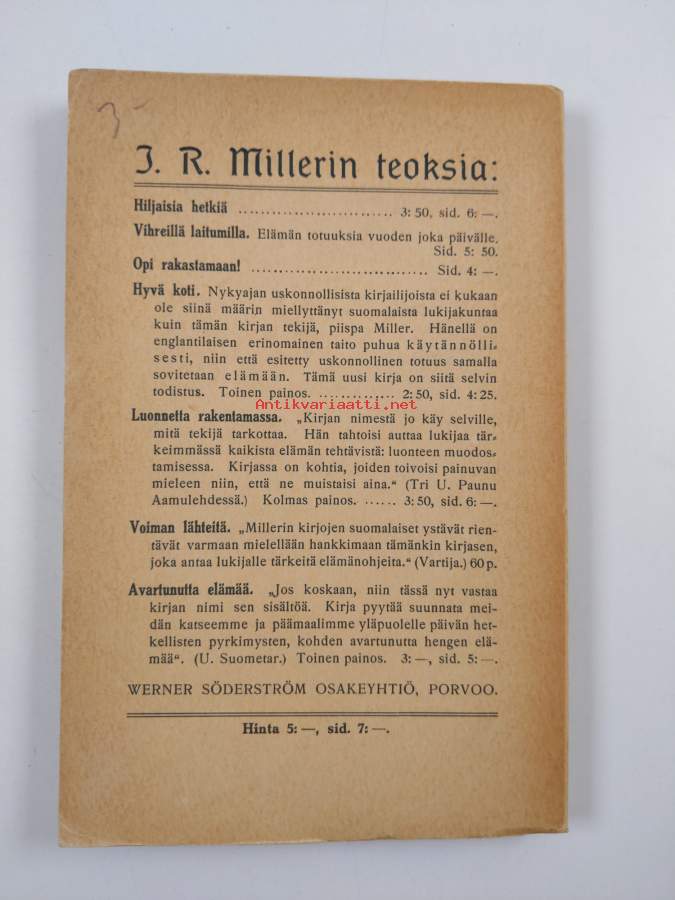 3-
J. R. Millerin teoksia:
Hiljaisia hetkiä ............................ 3: 50, sid. 6: —.
Vihreillä laitumilla. Elämän totuuksia vuoden joka päivälle.
Sid. 5: 50.
Opi rakastamaan! ................................ Sid. 4: —.
Hyvä koti. Nykyajan uskonnollisista kirjailijoista ei kukaan
ole siinä määrin miellyttänyt suomalaista lukijakuntaa
kuin tämän kirjan tekijä, piispa Miller. Hänellä on
englantilaisen erinomainen taito puhua käytännölli-
sesti, niin että esitetty uskonnollinen totuus samalla
sovitetaan elämään. Tämä uusi kirja on siitä selvin
todistus. Toinen painos. .............. 2: 50, sid. 4: 25.
Antikvariaatti.net
Luonnetta rakentamassa. „Kirjan nimestä jo käy selville,
mitä tekijä tarkottaa. Hän tahtoisi auttaa lukijaa tär-
keimmässä kaikista elämän tehtävistä: luonteen muodos-
tamisessa. Kirjassa on kohtia, joiden toivoisi painuvan
mieleen niin, että ne muistaisi aina.“ (Tri U. Paunu
Aamulehdessä.) Kolmas painos. ...... 3: 50, sid. 6: —.
Voiman lähteitä. „Millerin kirjojen suomalaiset ystävät rien-
tävät varmaan mielellään hankkimaan tämänkin kirjasen,
joka antaa lukijalle tärkeitä elämänohjeita.“ (Vartija.) 60 p.
Avartunutta elämää. „Jos koskaan, niin tässä nyt vastaa
kirjan nimi sen sisältöä. Kirja pyytää suunnata mei-
dän katseemme ja päämaalimme yläpuolelle päivän het-
kellisten pyrkimysten, kohden avartunutta hengen elä-
mää“. (U. Suometar.) Toinen painos. 3: —, sid. 5: —.
WERNER SÖDERSTRÖM OSAKEYHTIÖ, PORVOO.
Hinta 5: —, sid. 7: —.